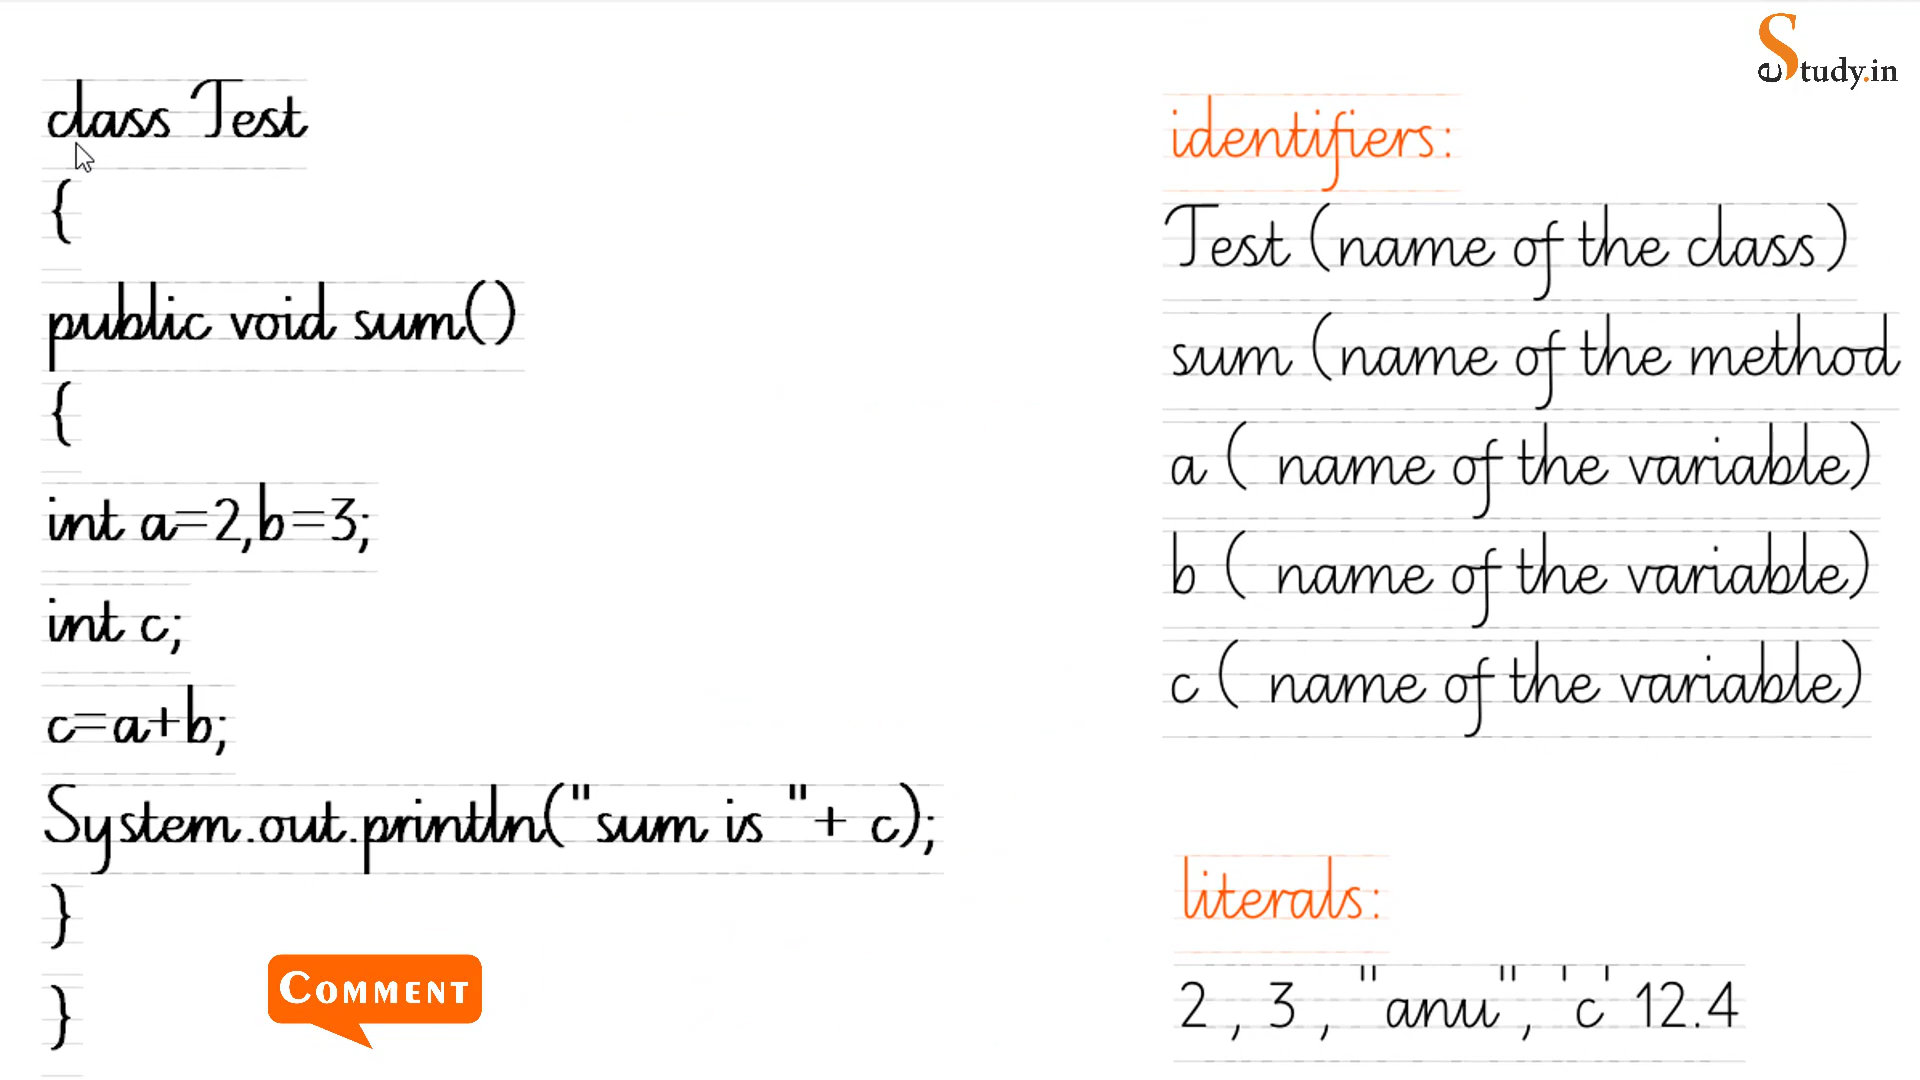 eStudy.in
class Test
{
public void sum()
{
int a=2,b=3;
int c;
c=a+b;
System.out.println("sum is "+ c);
}
}
COMMENT
identifiers:
Test (name of the class)
sum (name of the method
a ( name of the variable)
b ( name of the variable)
c ( name of the variable)
literals:
2 , 3 , "anu", 'c' 12.4